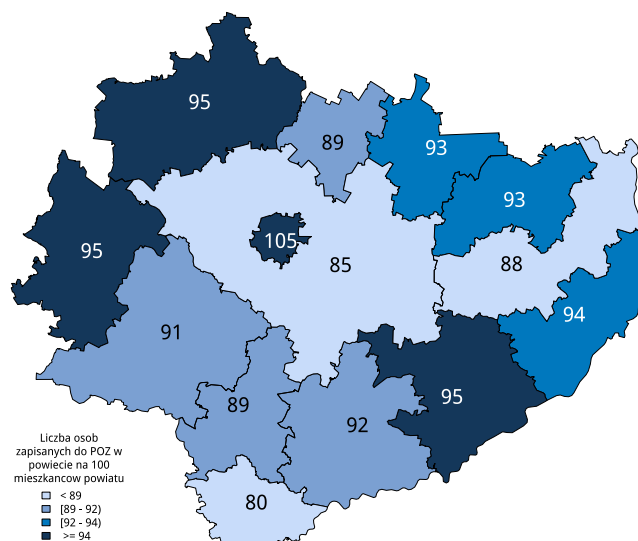 95
89
93
93
105
95
85
88
94
91
95
89
92
80
Liczba osob
zapisanych do POZ w
powiecie na 100
mieszkancow powiatu
< 89
[89 - 92)
[92 - 94)
>= 94